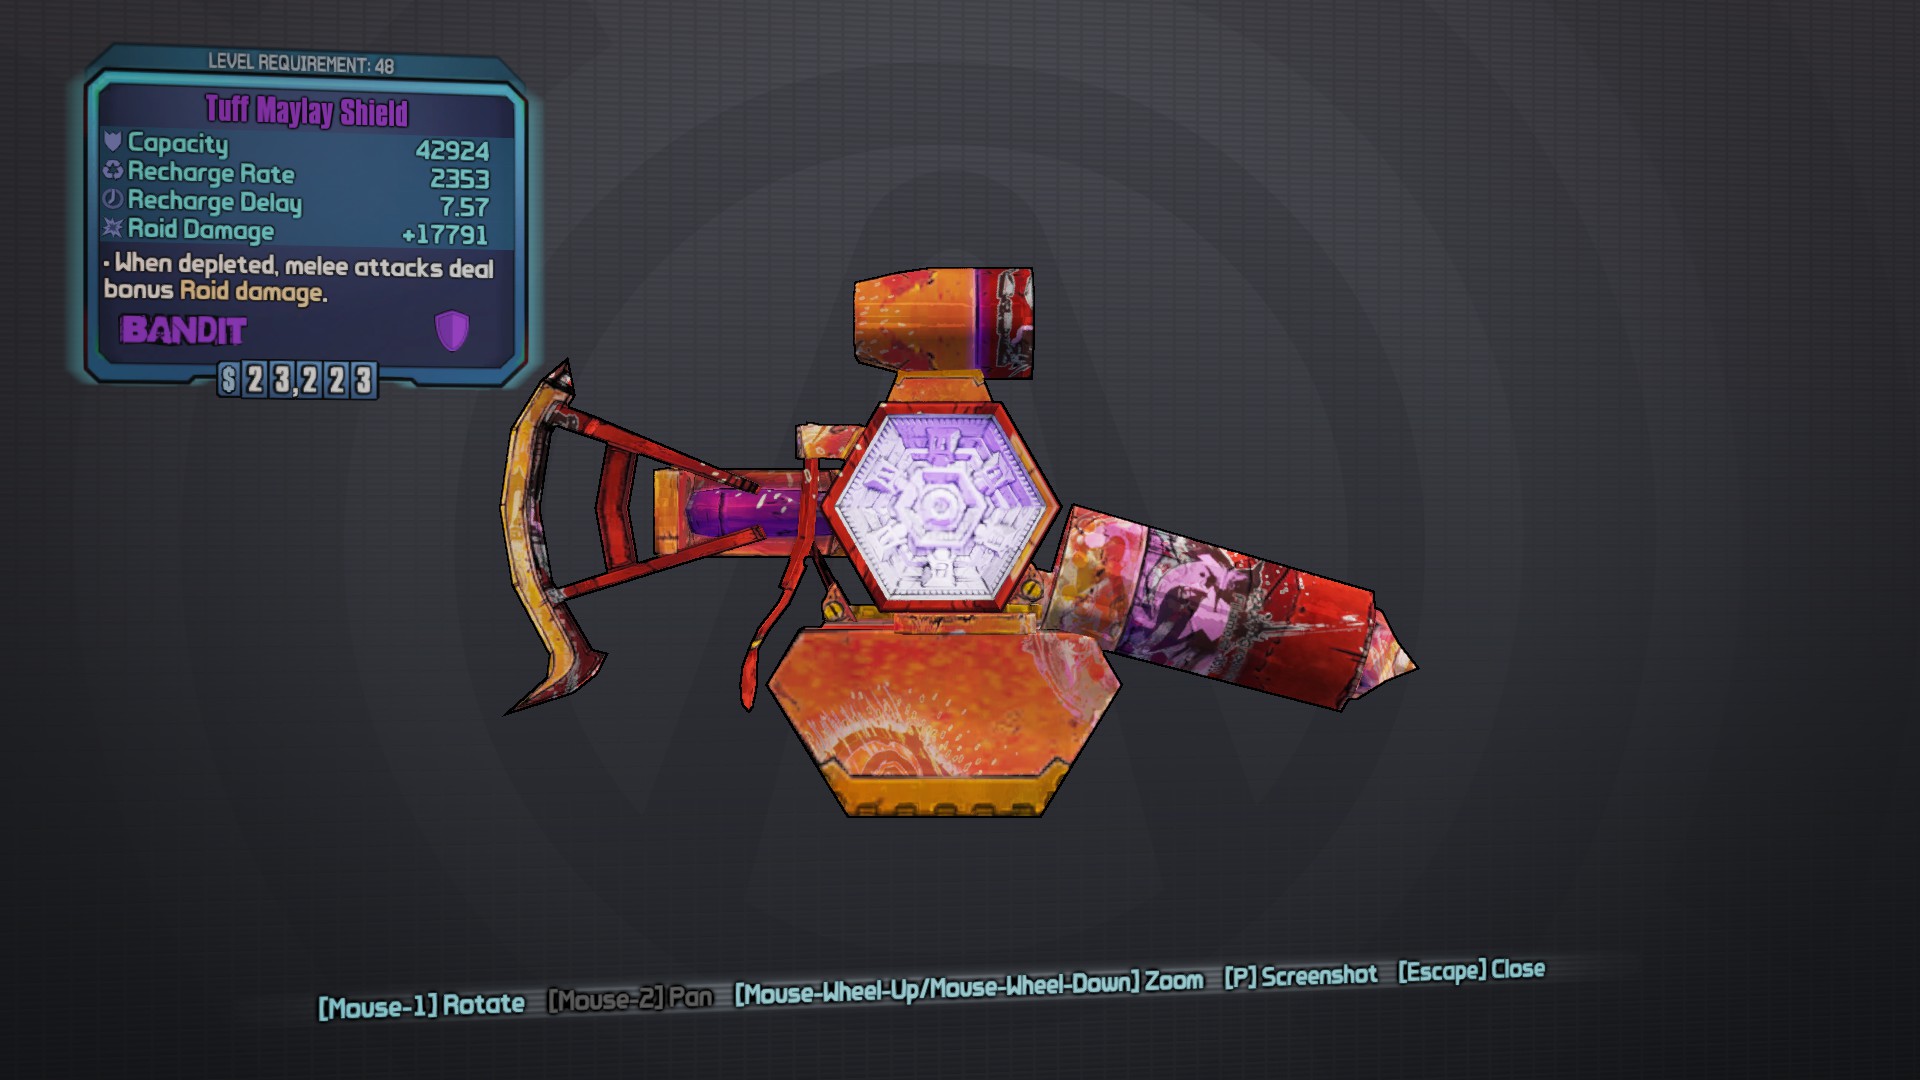 LEVEL REQUIREMENT: 48
Tuff Maylay Shield
Capacity 42924
Recharge Rate 2353
Recharge Delay 7.57
Roid Damage +17791
• When depleted, melee attacks deal
bonus Roid damage.
BANDIT
$23,223
[Mouse-1] Rotate [Mouse-2] Pan [Mouse-Wheel-Up/Mouse-Wheel-Down] Zoom [P] Screenshot [Escape] Close